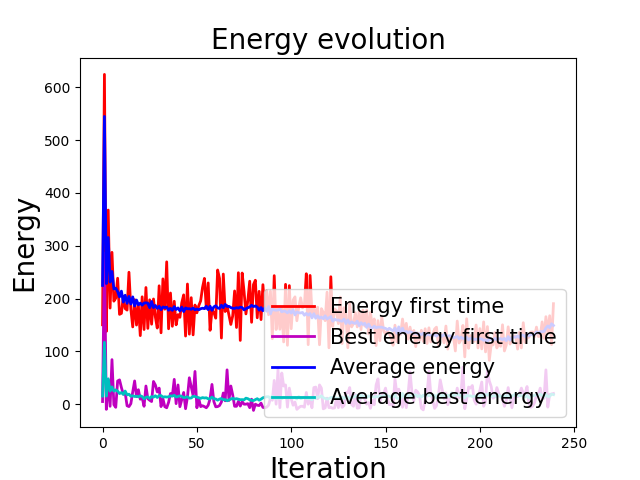 Energy evolution
Energy
600
500
400
300
200
100
0
Energy first time
Best energy first time
Average energy
Average best energy
0 50 100 150 200 250
Iteration